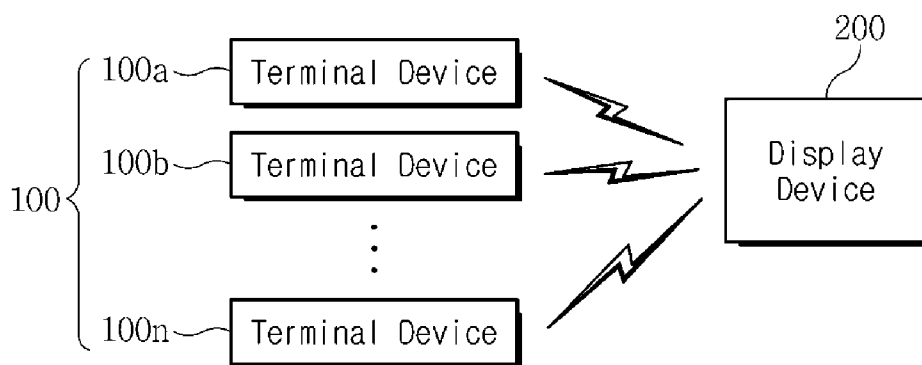 200
100a
Terminal Device
100b
Terminal Device
100
100n
Terminal Device
Display
Device